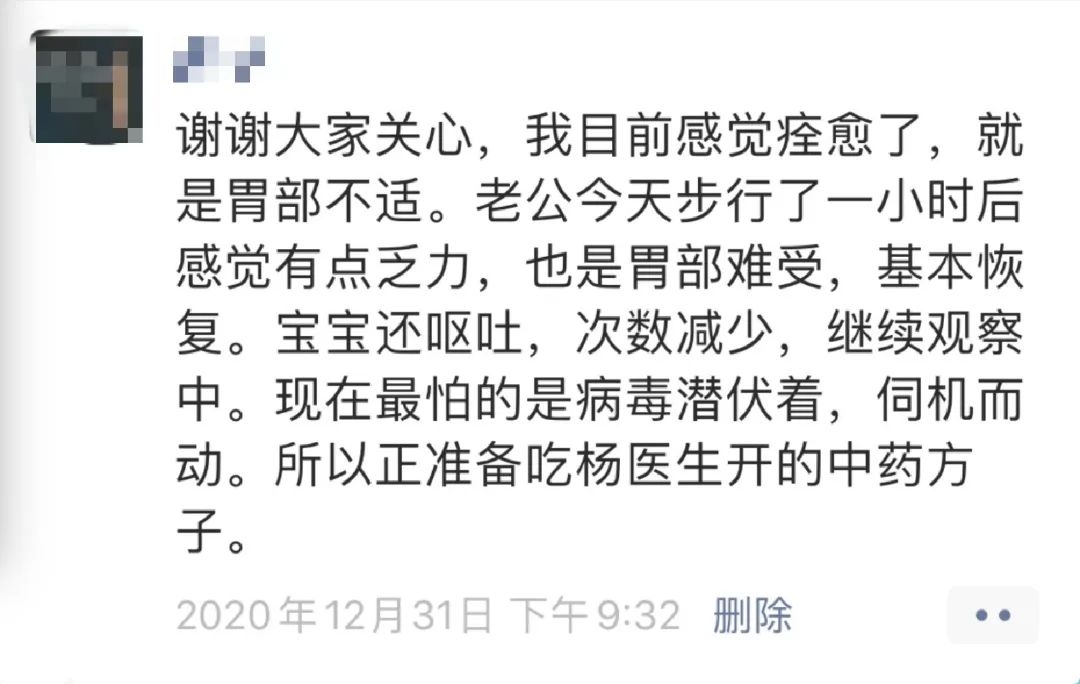 谢谢大家关心，我目前感觉痊愈了，就
是胃部不适。老公今天步行了一小时后
感觉有点乏力，也是胃部难受，基本恢
复。宝宝还呕吐，次数减少，继续观察
中。现在最怕的是病毒潜伏着，伺机而
动。所以正准备吃杨医生开的中药方
子。
2020年12月31日 下午9:32 删除